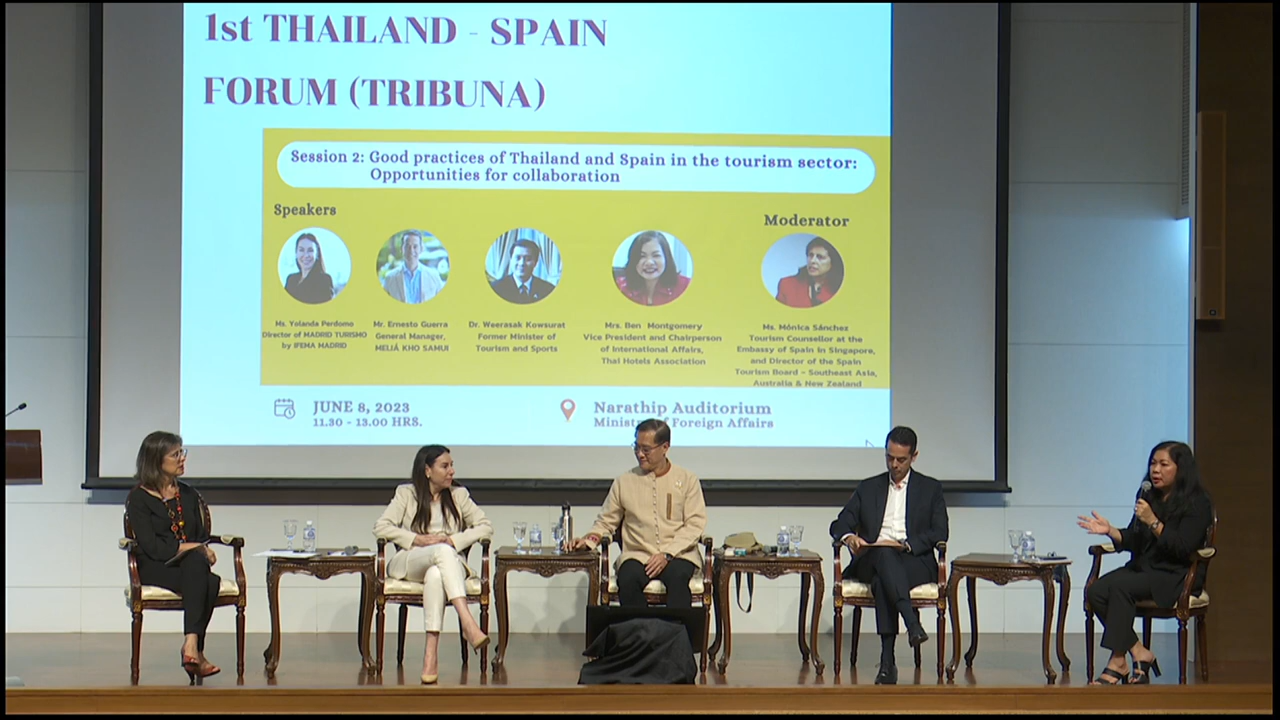 1st THAILAND - SPAIN
FORUM (TRIBUNA)
Session 2: Good practices of Thailand and Spain in the tourism sector:
Opportunities for collaboration
Speakers
Moderator
Ms. Yolanda Perdomo
Director of MADRID TURISMO
by IFEMA MADRID
Mr. Ernesto Guerra
General Manager,
MELIÁ KHO SAMUI
Dr. Weerasak Kowsurat
Former Minister of
Tourism and Sports
Mrs. Ben Montgomery
Vice President and Chairperson
of International Affairs,
Thai Hotels Association
Ms. Mónica Sánchez
Tourism Counsellor at the
Embassy of Spain in Singapore,
and Director of the Spain
Tourism Board - Southeast Asia,
Australia & New Zealand
JUNE 8, 2023
11.30 - 13.00 HRS.
Narathip Auditorium
of Foreign Affairs